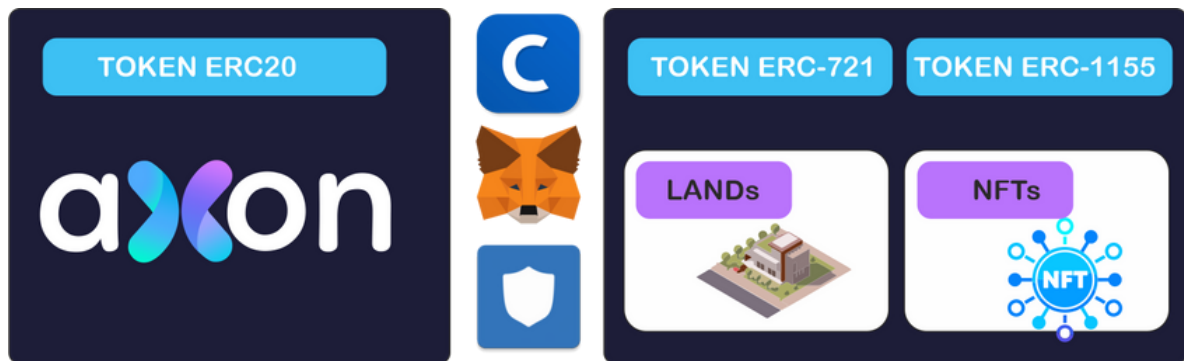 TOKEN ERC20
axon
C
TOKEN ERC-721
TOKEN ERC-1155
LANDs
NFTs
NFT